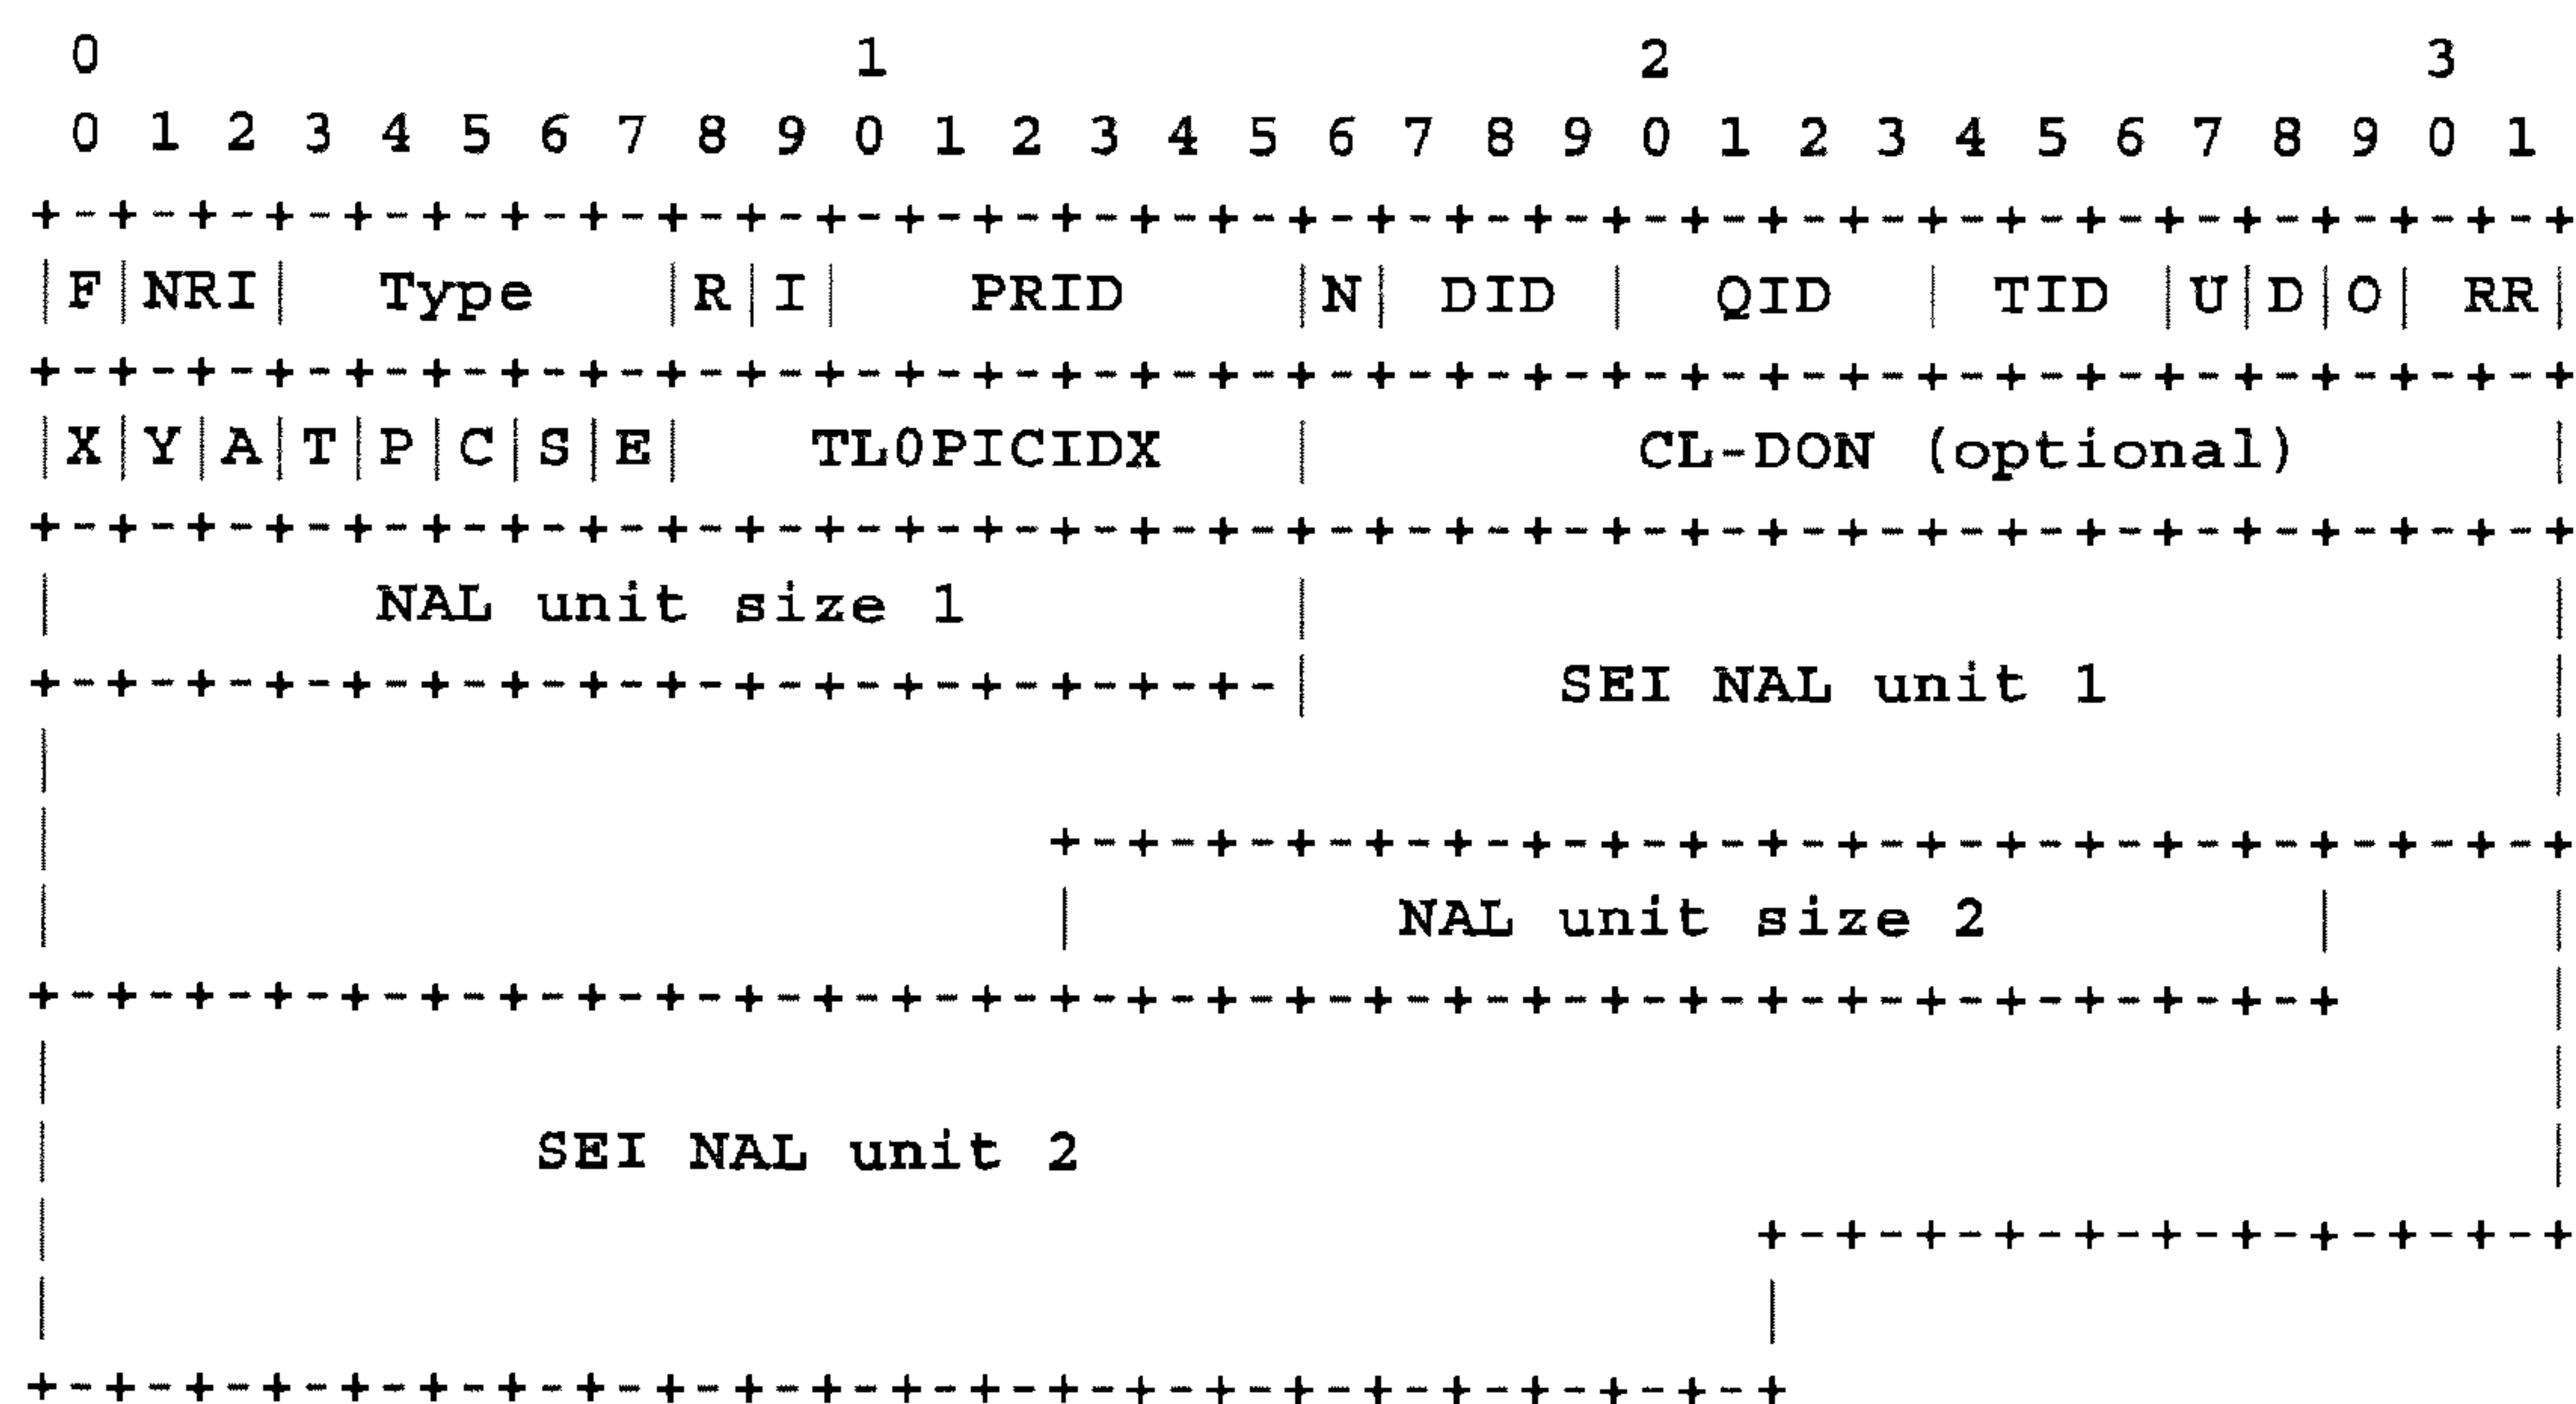 0 1 2 3
0 1 2 3 4 5 6 7 8 9 0 1 2 3 4 5 6 7 8 9 0 1 2 3 4 5 6 7 8 9 0 1
+-+-+-+-+-+-+-+-+-+-+-+-+-+-+-+-+-+-+-+-+-+-+-+-+-+-+-+-+-+-+-+-+
|F|NRI| Type |R|I| PRID |N| DID | QID | TID |U|D|O| RR|
+-+-+-+-+-+-+-+-+-+-+-+-+-+-+-+-+-+-+-+-+-+-+-+-+-+-+-+-+-+-+-+-+
|X|Y|A|T|P|C|S|E| TL0PICIDX | CL-DON (optional) |
+-+-+-+-+-+-+-+-+-+-+-+-+-+-+-+-+-+-+-+-+-+-+-+-+-+-+-+-+-+-+-+-+
| NAL unit size 1 | |
+-+-+-+-+-+-+-+-+-+-+-+-+-+-+-+-| SEI NAL unit 1 |
| |
| +-+-+-+-+-+-+-+-+-+-+-+-+-+-+-+-+-+-+-+
| | NAL unit size 2 | |
+-+-+-+-+-+-+-+-+-+-+-+-+-+-+-+-+-+-+-+-+-+-+-+-+-+-+-+-+-+ |
| |
| SEI NAL unit 2 |
| +-+-+-+-+-+-+-+-+-+-+
| |
+-+-+-+-+-+-+-+-+-+-+-+-+-+-+-+-+-+-+-+-+-+-+